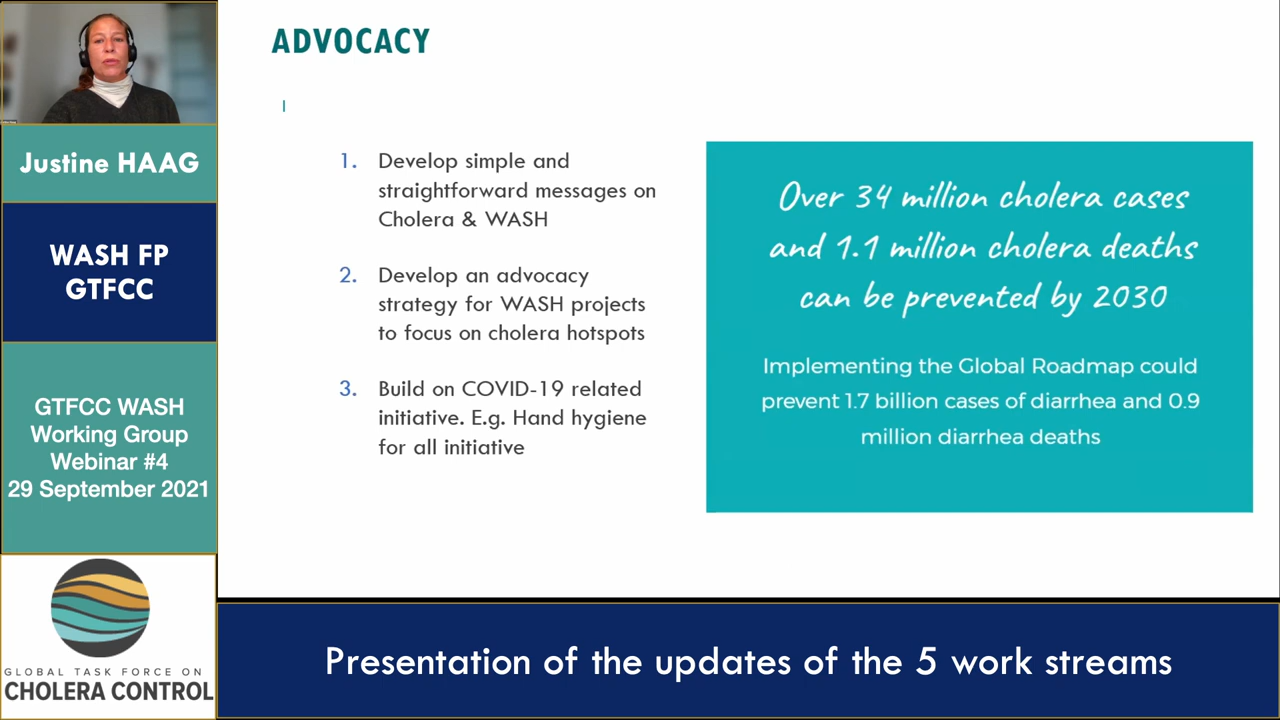 Justine HAAG
WASH FP
GTFCC
GTFCC WASH
Working Group
Webinar #4
29 September 2021
GLOBAL TASK FORCE ON
CHOLERA CONTROL
ADVOCACY
1. Develop simple and
straightforward messages on
Cholera & WASH
2. Develop an advocacy
strategy for WASH projects
to focus on cholera hotspots
3. Build on COVID-19 related
initiative. E.g. Hand hygiene
for all initiative
Over 34 million cholera cases
and 1.1 million cholera deaths
can be prevented by 2030
Implementing the Global Roadmap could
prevent 1.7 billion cases of diarrhea and 0.9
million diarrhea deaths
Presentation of the updates of the 5 work streams